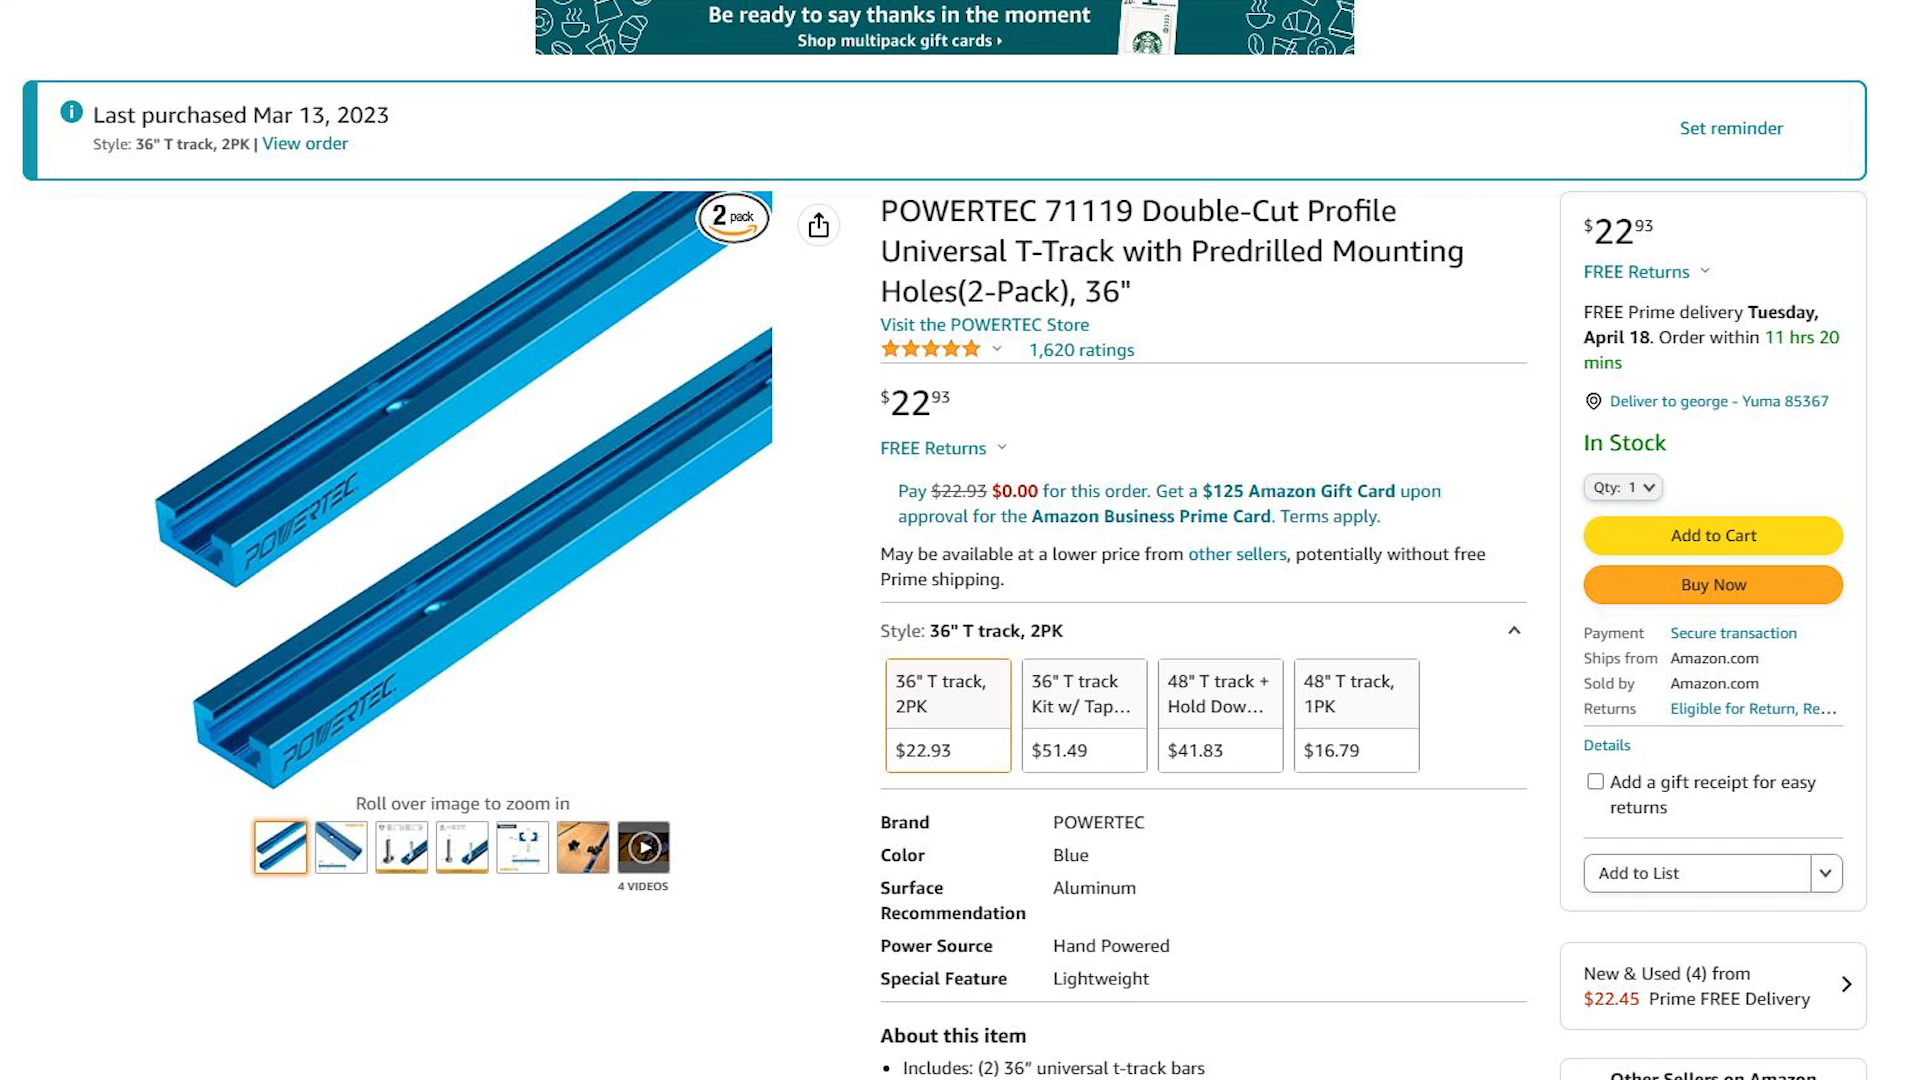 Be ready to say thanks in the moment
Shop multipack gift cards
Last purchased Mar 13, 2023
Style: 36" T track, 2PK | View order
Set reminder
2 pack
POWERTEC
POWERTEC
Roll over image to zoom in
4 VIDEOS
POWERTEC 71119 Double-Cut Profile
Universal T-Track with Predrilled Mounting
Holes(2-Pack), 36"
Visit the POWERTEC Store
1,620 ratings
$22 93
FREE Returns
Pay $22.93 $0.00 for this order. Get a $125 Amazon Gift Card upon
approval for the Amazon Business Prime Card. Terms apply.
May be available at a lower price from other sellers, potentially without free
Prime shipping.
Style: 36" T track, 2PK
36" T track,
2PK
$22.93
36" T track
Kit w/ Tap...
$51.49
48" T track +
Hold Dow...
$41.83
48" T track,
1PK
$16.79
Brand POWERTEC
Color Blue
Surface Aluminum
Recommendation
Power Source Hand Powered
Special Feature Lightweight
About this item
• Includes: (2) 36″ universal t-track bars
$22 93
FREE Returns
FREE Prime delivery Tuesday,
April 18. Order within 11 hrs 20
mins
Deliver to george - Yuma 85367
In Stock
Qty: 1
Add to Cart
Buy Now
Payment Secure transaction
Ships from Amazon.com
Sold by Amazon.com
Returns Eligible for Return, Re...
Details
Add a gift receipt for easy
returns
Add to List
New & Used (4) from
$22.45 Prime FREE Delivery
Other Sellers on Amazon